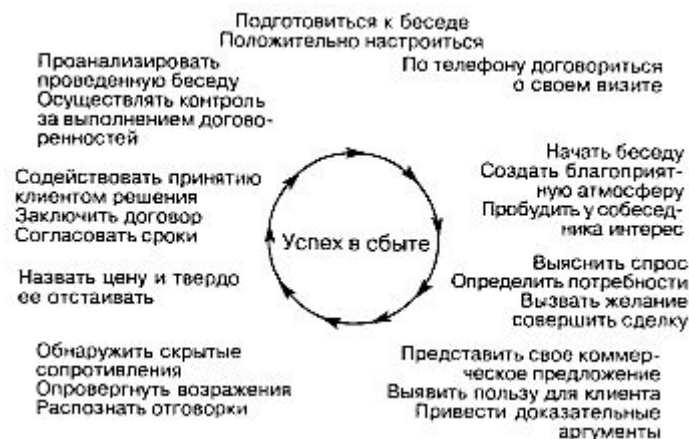 Подготовиться к беседе
Положительно настроиться
По телефону договориться
о своем визите
Начать беседу
Создать благоприят-
ную атмосферу
Пробудить у собесед-
ника интерес
Выяснить спрос
Определить потребности
Вызвать желание
совершить сделку
Представить свое коммер-
ческое предложение
Выявить пользу для клиента
Привести доказательные
аргументы
Обнаружить скрытые
сопротивления
Опровергнуть возражения
Распознать отговорки
Назвать цену и твердо
ее отстаивать
Содействовать принятию
клиентом решения
Заключить договор
Согласовать сроки
Проанализировать
проведенную беседу
Осуществлять контроль
за выполнением догово-
ренностей
Успех в сбыте